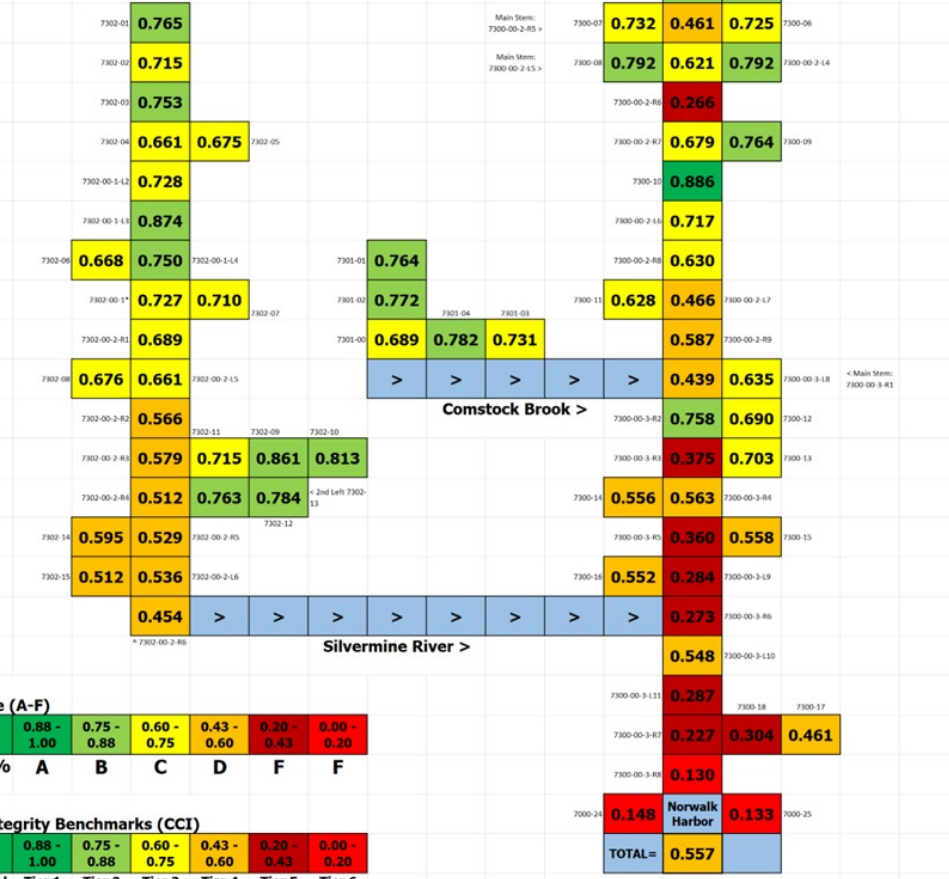 7302-01 0.765 Main Stem: 7300-00-2-R5 > 7300-07 0.732 0.461 0.725 7300-06
7302-02 0.715 Main Stem: 7300-00-2-L5 > 7300-08 0.792 0.621 0.792 7300-00-2-L4
7302-03 0.753 7300-00-2-R6 0.266
7302-04 0.661 0.675 7302-05 7300-00-2-R7 0.679 0.764 7300-09
7302-00-1-L2 0.728 7300-10 0.886
7302-00-1-L3 0.874 7300-00-2-L6 0.717
7302-06 0.668 0.750 7302-00-1-L4 7301-01 0.764 7300-00-2-R8 0.630
7302-00-1* 0.727 0.710 7302-07 7301-02 0.772 7300-11 0.628 0.466 7300-00-2-L7
7301-04 7301-03
7302-00-2-R1 0.689 7301-00 0.689 0.782 0.731 0.587 7300-00-2-R9
7302-08 0.676 0.661 7302-00-2-L5 > > > > > 0.439 0.635 7300-00-3-L8 < Main Stem: 7300-00-3-R1
Comstock Brook >
7302-00-2-R2 0.566 7300-00-3-R2 0.758 0.690 7300-12
7302-11 7302-09 7302-10
7302-00-2-R3 0.579 0.715 0.861 0.813 7300-00-3-R3 0.375 0.703 7300-13
7302-00-2-R4 0.512 0.763 0.784 < 2nd Left 7302-13 7300-14 0.556 0.563 7300-00-3-R4
7302-12
7302-14 0.595 0.529 7302-00-2-R5 7300-00-3-R5 0.360 0.558 7300-15
7302-15 0.512 0.536 7302-00-2-L6 7300-16 0.552 0.284 7300-00-3-L9
0.454 > > > > > > > > 0.273 7300-00-3-R6
^ 7302-00-2-R6 Silvermine River >
0.548 7300-00-3-L10
7300-00-3-L11 0.287
e (A-F) 7300-18 7300-17
0.88 - 1.00 0.75 - 0.88 0.60 - 0.75 0.43 - 0.60 0.20 - 0.43 0.00 - 0.20 7300-00-3-R7 0.227 0.304 0.461
% A B C D F F 7300-00-3-R8 0.130
7000-24 0.148 Norwalk Harbor 0.133 7000-25
tegrity Benchmarks (CCI)
0.88 - 1.00 0.75 - 0.88 0.60 - 0.75 0.43 - 0.60 0.20 - 0.43 0.00 - 0.20 TOTAL= 0.557